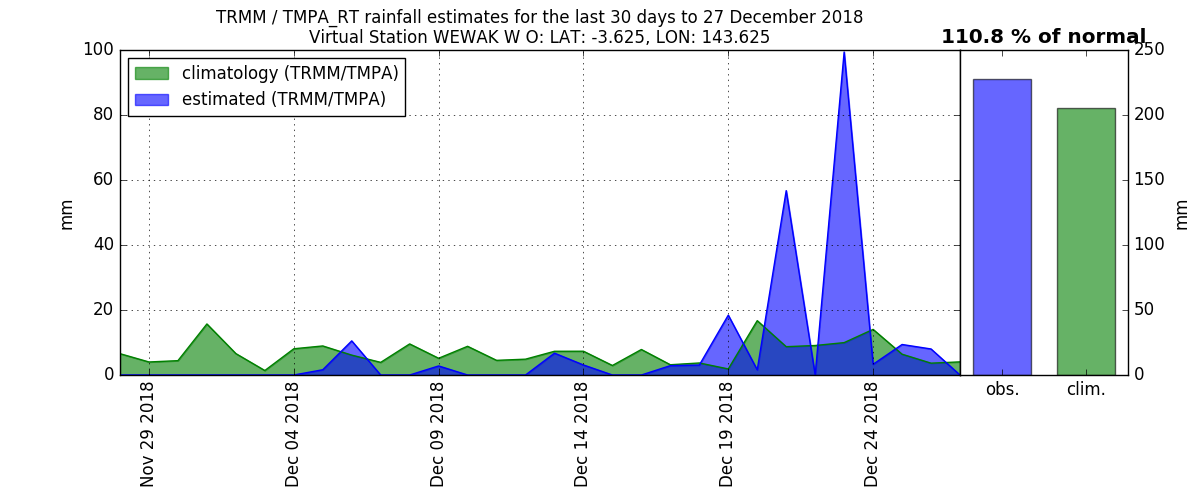 TRMM / TMPA_RT rainfall estimates for the last 30 days to 27 December 2018
Virtual Station WEWAK W O: LAT: -3.625, LON: 143.625
110.8 % of normal
climatology (TRMM/TMPA)
estimated (TRMM/TMPA)
100
80
60
40
20
0
mm
Nov 29 2018
Dec 04 2018
Dec 09 2018
Dec 14 2018
Dec 19 2018
Dec 24 2018
obs.
clim.
250
200
150
100
50
0
mm